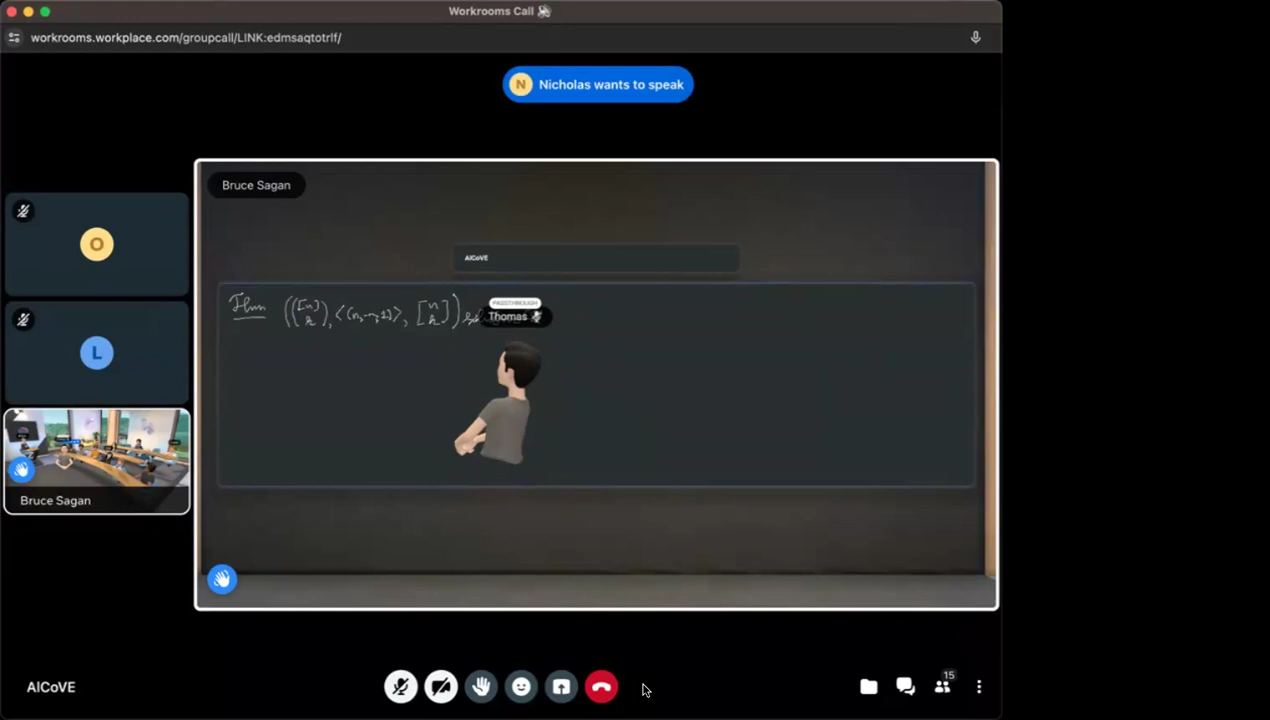 Workrooms Call
workrooms.workplace.com/groupcall/LINK:edmsaqtotrlf/
N Nicholas wants to speak
Bruce Sagan
O
AICoVE
Thm (([n] k), <(1,...,n)>, [n k])
PASSTHROUGH
Thomas
L
Bruce Sagan
AICoVE
15